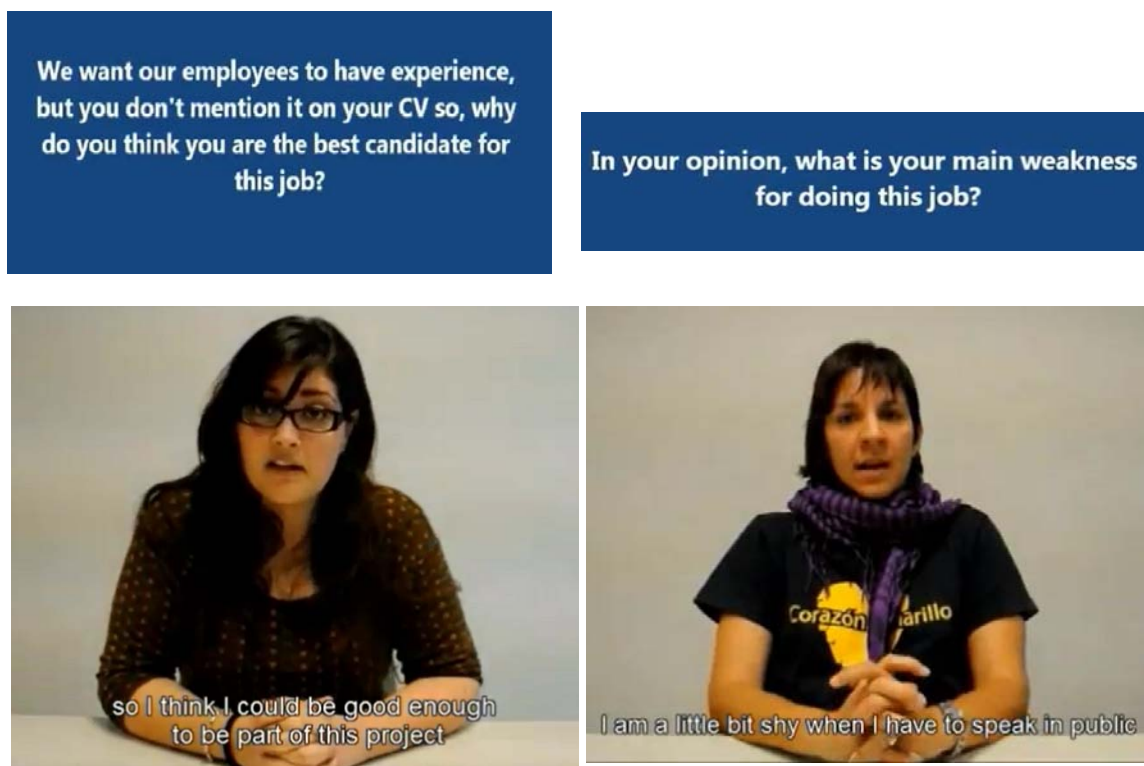 We want our employees to have experience,
but you don't mention it on your CV so, why
do you think you are the best candidate for
this job?
In your opinion, what is your main weakness
for doing this job?
so I think I could be good enough
to be part of this project
Corazón
I am a little bit shy when I have to speak in public